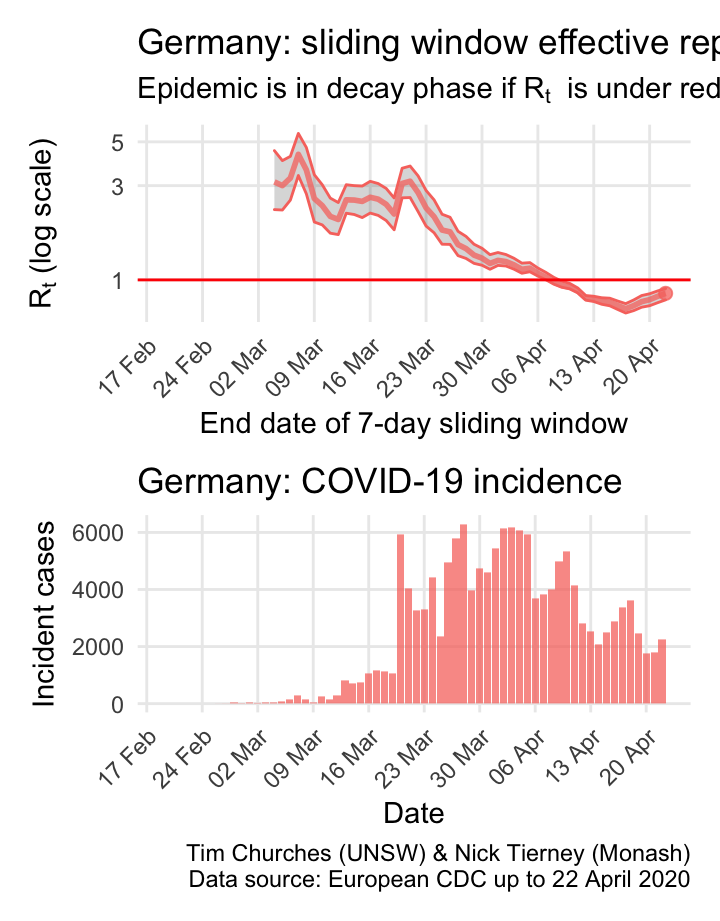 Germany: sliding window effective rep
Epidemic is in decay phase if Rt is under red
Rt (log scale)
5
3
1
17 Feb
24 Feb
02 Mar
09 Mar
16 Mar
23 Mar
30 Mar
06 Apr
13 Apr
20 Apr
End date of 7-day sliding window
Germany: COVID-19 incidence
Incident cases
6000
4000
2000
0
17 Feb
24 Feb
02 Mar
09 Mar
16 Mar
23 Mar
30 Mar
06 Apr
13 Apr
20 Apr
Date
Tim Churches (UNSW) & Nick Tierney (Monash)
Data source: European CDC up to 22 April 2020